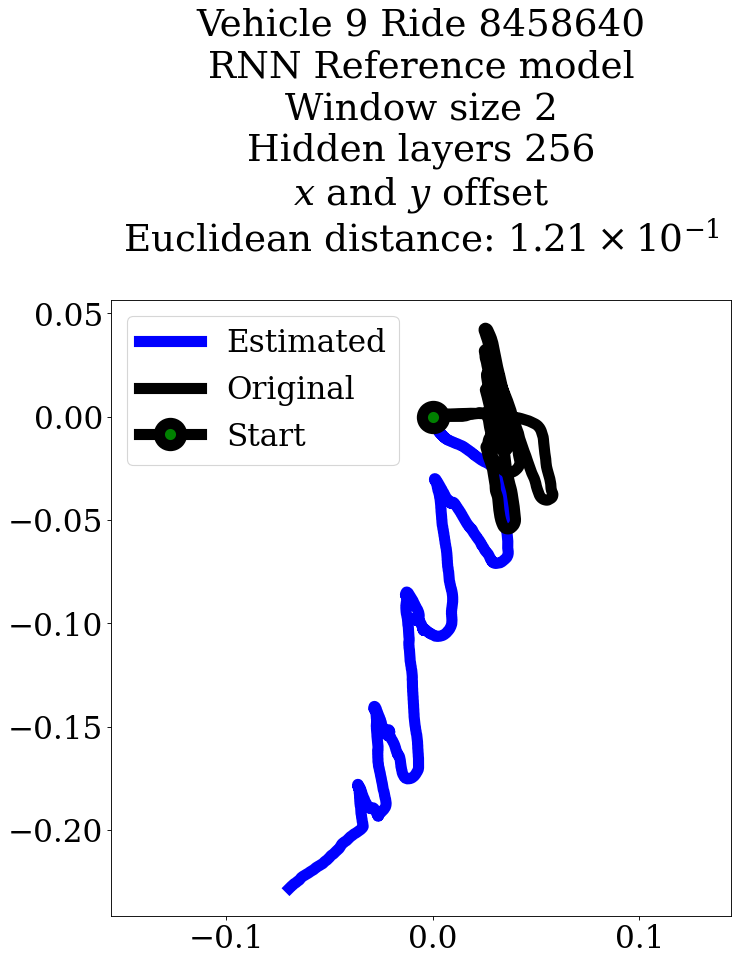 Vehicle 9 Ride 8458640
RNN Reference model
Window size 2
Hidden layers 256
x and y offset
Euclidean distance: 1.21 × 10⁻¹
Estimated
Original
Start
0.05
0.00
−0.05
−0.10
−0.15
−0.20
−0.1
0.0
0.1